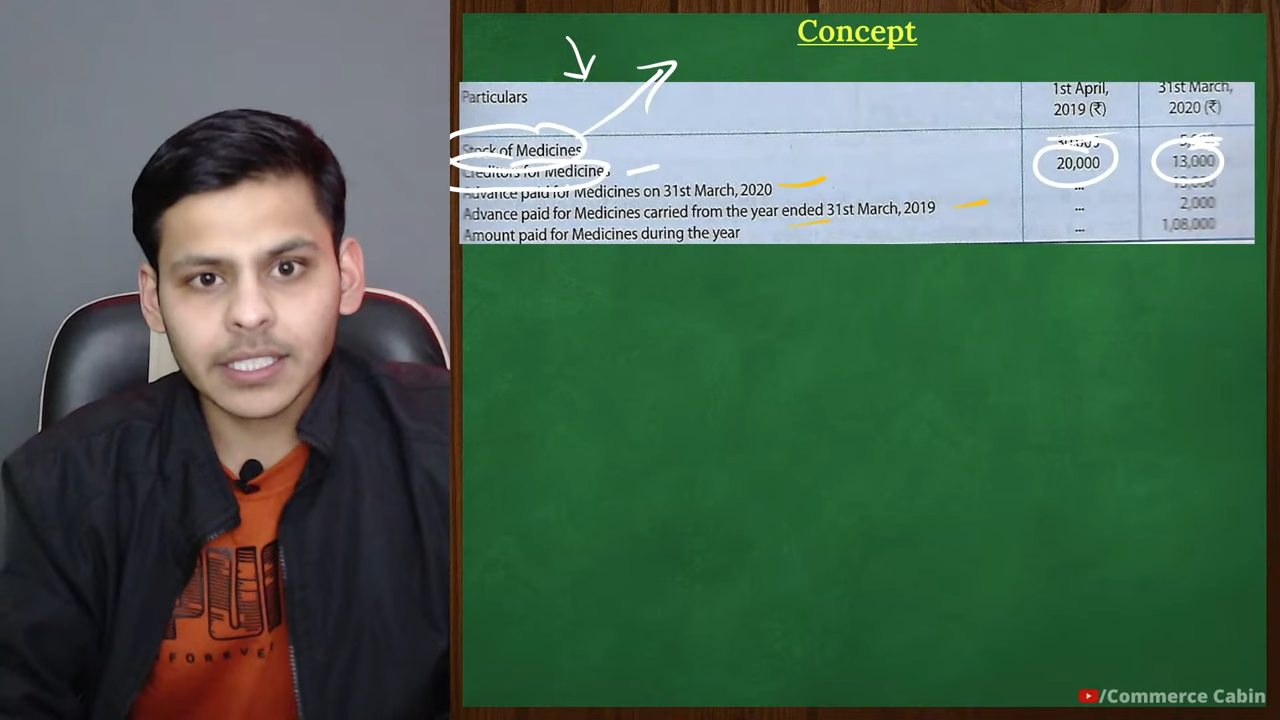 Concept
Particulars
1st April,
2019 (₹)
31st March,
2020 (₹)
Stock of Medicines
Creditors for Medicines
20,000
13,000
Advance paid for Medicines on 31st March, 2020
...
Advance paid for Medicines carried from the year ended 31st March, 2019
...
2,000
Amount paid for Medicines during the year
...
1,08,000
FOREVE
/Commerce Cabin